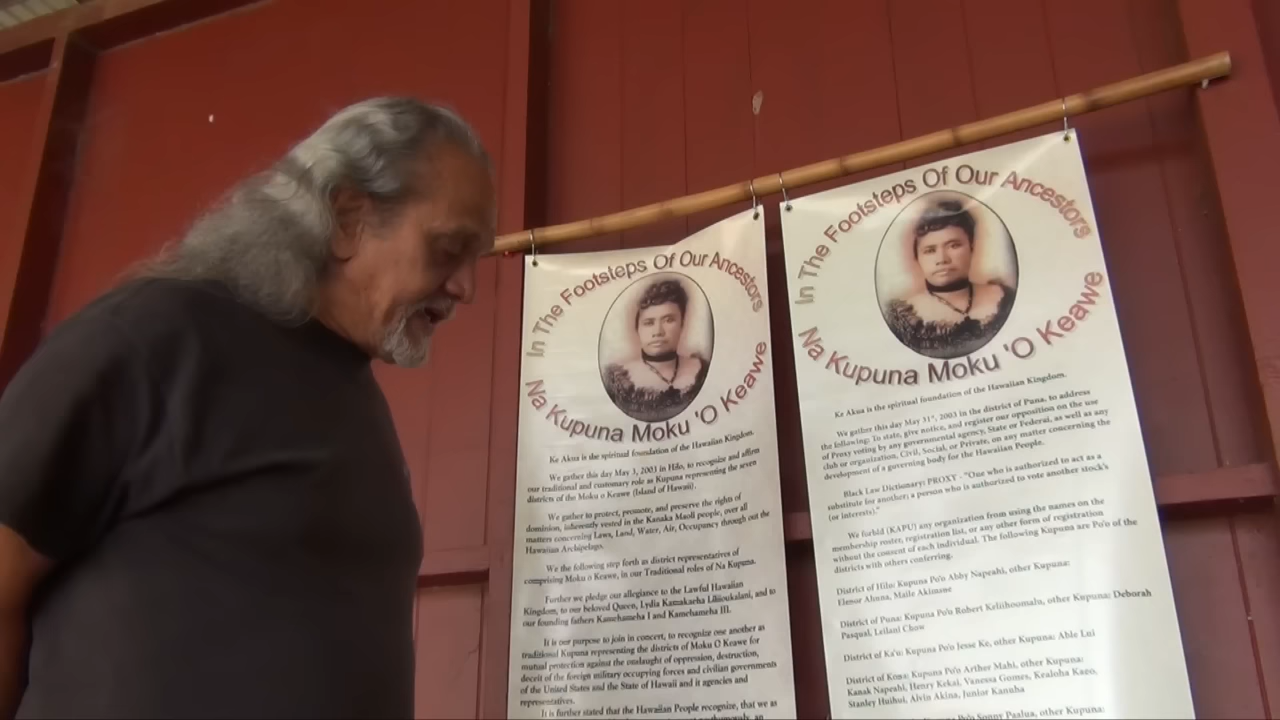 In The Footsteps Of Our Ancestors
Na Kupuna Moku 'O Keawe
Ke Akua is the spiritual foundation of the Hawaiian Kingdom.
We gather this day May 3, 2003 in Hilo, to recognize and affirm
our traditional and customary role as Kupuna representing the seven
districts of the Moku o Keawe (Island of Hawaii).
We gather to protect, promote, and preserve the rights of
dominion, inherently vested in the Kanaka Maoli people, over all
matters concerning Laws, Land, Water, Air, Occupancy through out the
Hawaiian Archipelago.
We the following step forth as district representatives of
comprising Moku o Keawe, in our Traditional roles of Na Kupuna.
Further we pledge our allegiance to the Lawful Hawaiian
Kingdom, to our beloved Queen, Lydia Kamakaeha Liliioukalani, and to
our founding fathers Kamehameha I and Kamehameha III.
It is our purpose to join in concert, to recognize one another as
traditional Kupuna representing the districts of Moku O Keawe for
mutual protection against the onslaught of oppression, destruction,
deceit of the foreign military occupying forces and civilian governments
of the United States and the State of Hawaii and it agencies and
representatives.
It is further stated that the Hawaiian People recognize, that we as
In The Footsteps Of Our Ancestors
Na Kupuna Moku 'O Keawe
Ke Akua is the spiritual foundation of the Hawaiian Kingdom.
We gather this day May 31st, 2003 in the district of Puna, to address
the following: To state, give notice, and register our opposition on the use
of Proxy voting by any governmental agency, State or Federal, as well as any
club or organization, Civil, Social, or Private, on any matter concerning the
development of a governing body for the Hawaiian People.
Black Law Dictionary: PROXY - "One who is authorized to act as a
substitute for another; a person who is authorized to vote another stock's
(or interests)."
We forbid (KAPU) any organization from using the names on the
membership roster, registration list, or any other form of registration
without the consent of each individual. The following Kupuna are Po'o of the
districts with others conferring.
District of Hilo: Kupuna Po'o Abby Napeahi, other Kupuna:
Elenor Ahuna, Maile Akimawe
District of Puna: Kupuna Po'o Robert Keliihoomalu, other Kupuna: Deborah
Pasqual, Leilani Chow
District of Ka'u: Kupuna Po'o Jesse Ke, other Kupuna: Able Lui
District of Kona: Kupuna Po'o Arther Mahi, other Kupuna:
Kanak Napeahi, Henry Kekai, Vanessa Gomes, Kealoha Kaeo,
Stanley Huihui, Alvin Akina, Junior Kanuha
Po'o Sonny Paalua, other Kupuna: